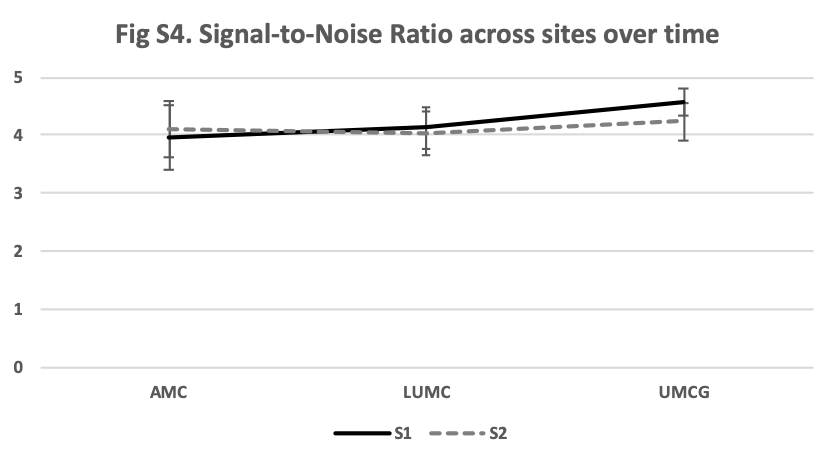 Fig S4. Signal-to-Noise Ratio across sites over time
5
4
3
2
1
0
AMC LUMC UMCG
S1 S2